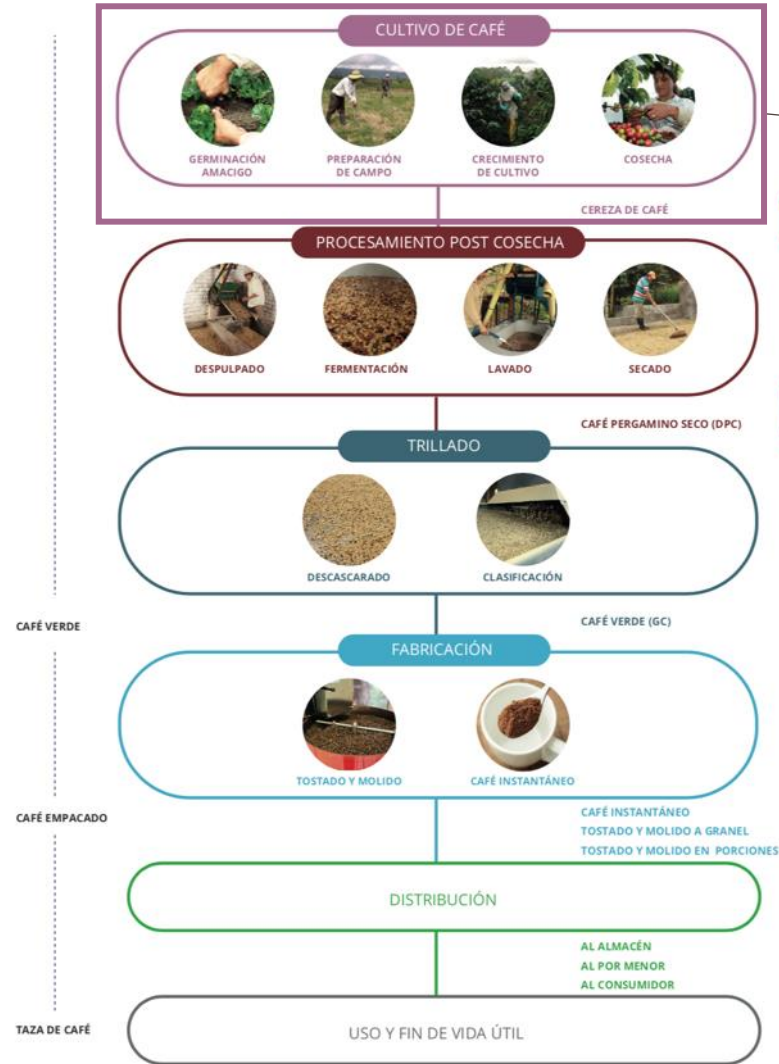 CULTIVO DE CAFÉ
GERMINACIÓN
AMACIGO
PREPARACIÓN
DE CAMPO
CRECIMIENTO
DE CULTIVO
COSECHA
CEREZA DE CAFÉ
PROCESAMIENTO POST COSECHA
DESPULPADO
FERMENTACIÓN
LAVADO
SECADO
CAFÉ PERGAMINO SECO (DPC)
TRILLADO
DESCASCARADO
CLASIFICACIÓN
CAFÉ VERDE
CAFÉ VERDE (GC)
FABRICACIÓN
TOSTADO Y MOLIDO
CAFÉ INSTANTÁNEO
CAFÉ EMPACADO
CAFÉ INSTANTÁNEO
TOSTADO Y MOLIDO A GRANEL
TOSTADO Y MOLIDO EN PORCIONES
DISTRIBUCIÓN
AL ALMACÉN
AL POR MENOR
AL CONSUMIDOR
TAZA DE CAFÉ
USO Y FIN DE VIDA ÚTIL